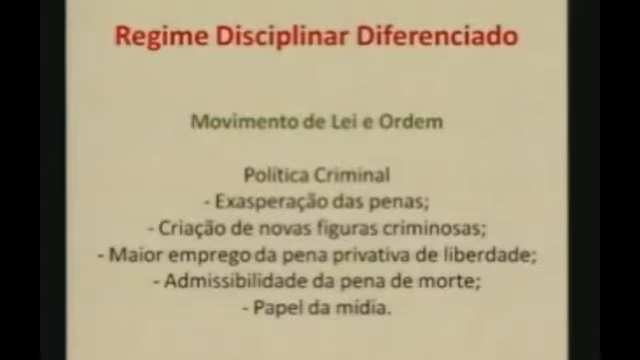 Regime Disciplinar Diferenciado
Movimento de Lei e Ordem
Política Criminal
- Exasperação das penas;
- Criação de novas figuras criminosas;
- Maior emprego da pena privativa de liberdade;
- Admissibilidade da pena de morte;
- Papel da mídia.